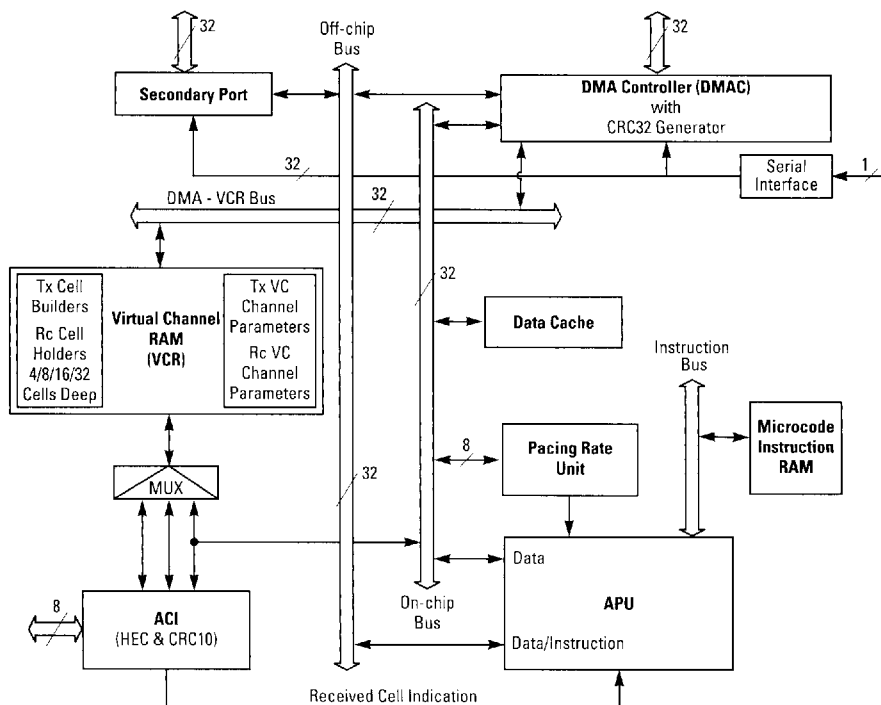 32
Off-chip
Bus
32
Secondary Port
DMA Controller (DMAC)
with
CRC32 Generator
32
Serial
Interface
1
DMA - VCR Bus
32
32
Tx Cell
Builders
Rc Cell
Holders
4/8/16/32
Cells Deep
Virtual Channel
RAM
(VCR)
Tx VC
Channel
Parameters
Rc VC
Channel
Parameters
Data Cache
Instruction
Bus
Microcode
Instruction
RAM
8
Pacing Rate
Unit
MUX
32
Data
APU
Data/Instruction
On-chip
Bus
8
ACI
(HEC & CRC10)
Received Cell Indication